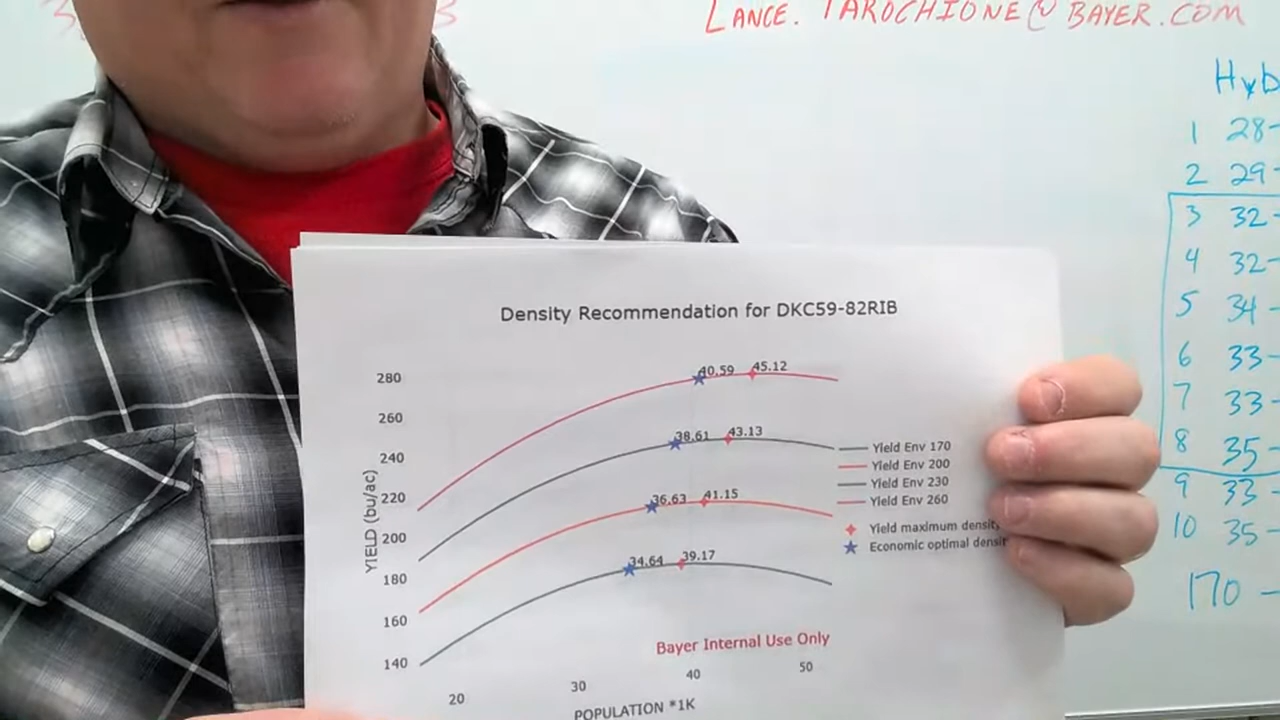 LANCE. TAROCHIONE@BAYER.COM
Hyb
1 28-
2 29-
3 32-
4 32-
5 34-
6 33-
7 33-
8 35-
9 33-
10 35-
170 -
Density Recommendation for DKC59-82RIB
280
260
240
220
200
180
160
140
YIELD (bu/ac)
40.59 45.12
38.61 43.13
36.63 41.15
34.64 39.17
Yield Env 170
Yield Env 200
Yield Env 230
Yield Env 260
Yield maximum density
Economic optimal densit
Bayer Internal Use Only
20 30 40 50
POPULATION *1K